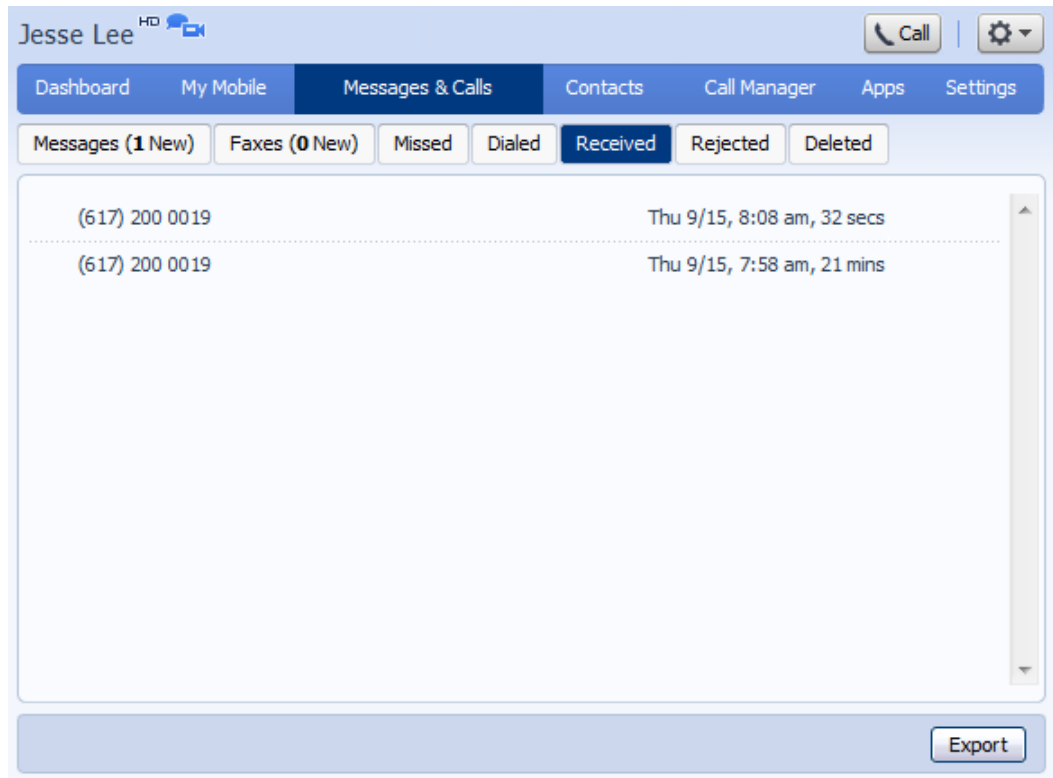 Jesse Lee HD Call
Dashboard My Mobile Messages & Calls Contacts Call Manager Apps Settings
Messages (1 New) Faxes (0 New) Missed Dialed Received Rejected Deleted
(617) 200 0019 Thu 9/15, 8:08 am, 32 secs
(617) 200 0019 Thu 9/15, 7:58 am, 21 mins
Export